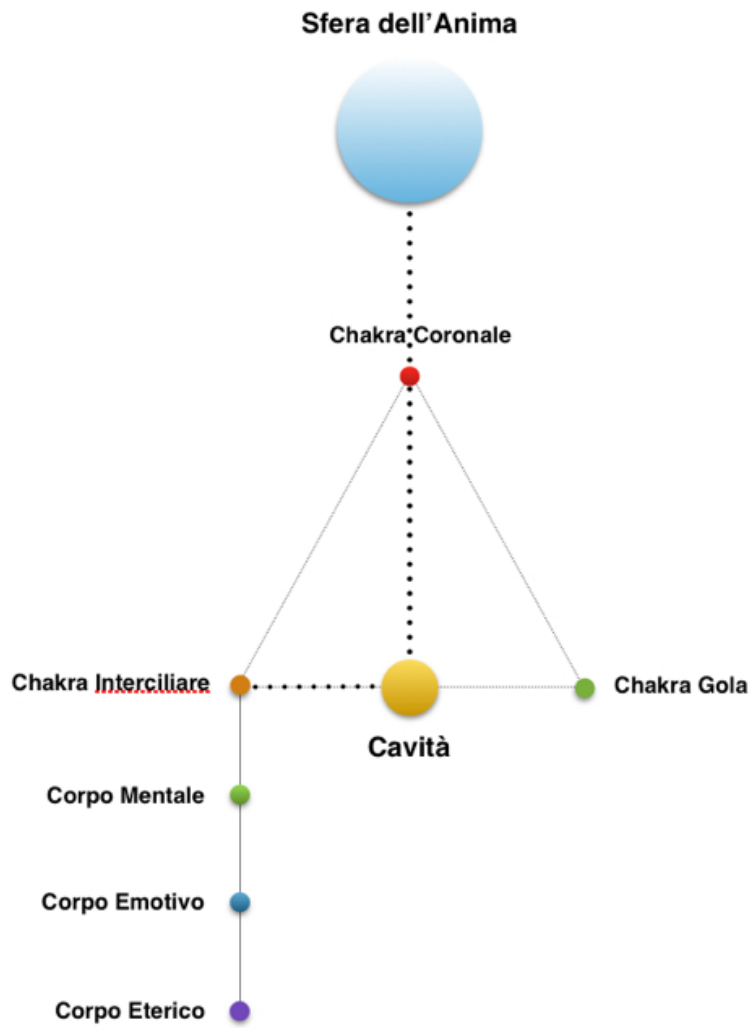 Sfera dell'Anima
Chakra Coronale
Chakra Interciliare
Chakra Gola
Cavità
Corpo Mentale
Corpo Emotivo
Corpo Eterico